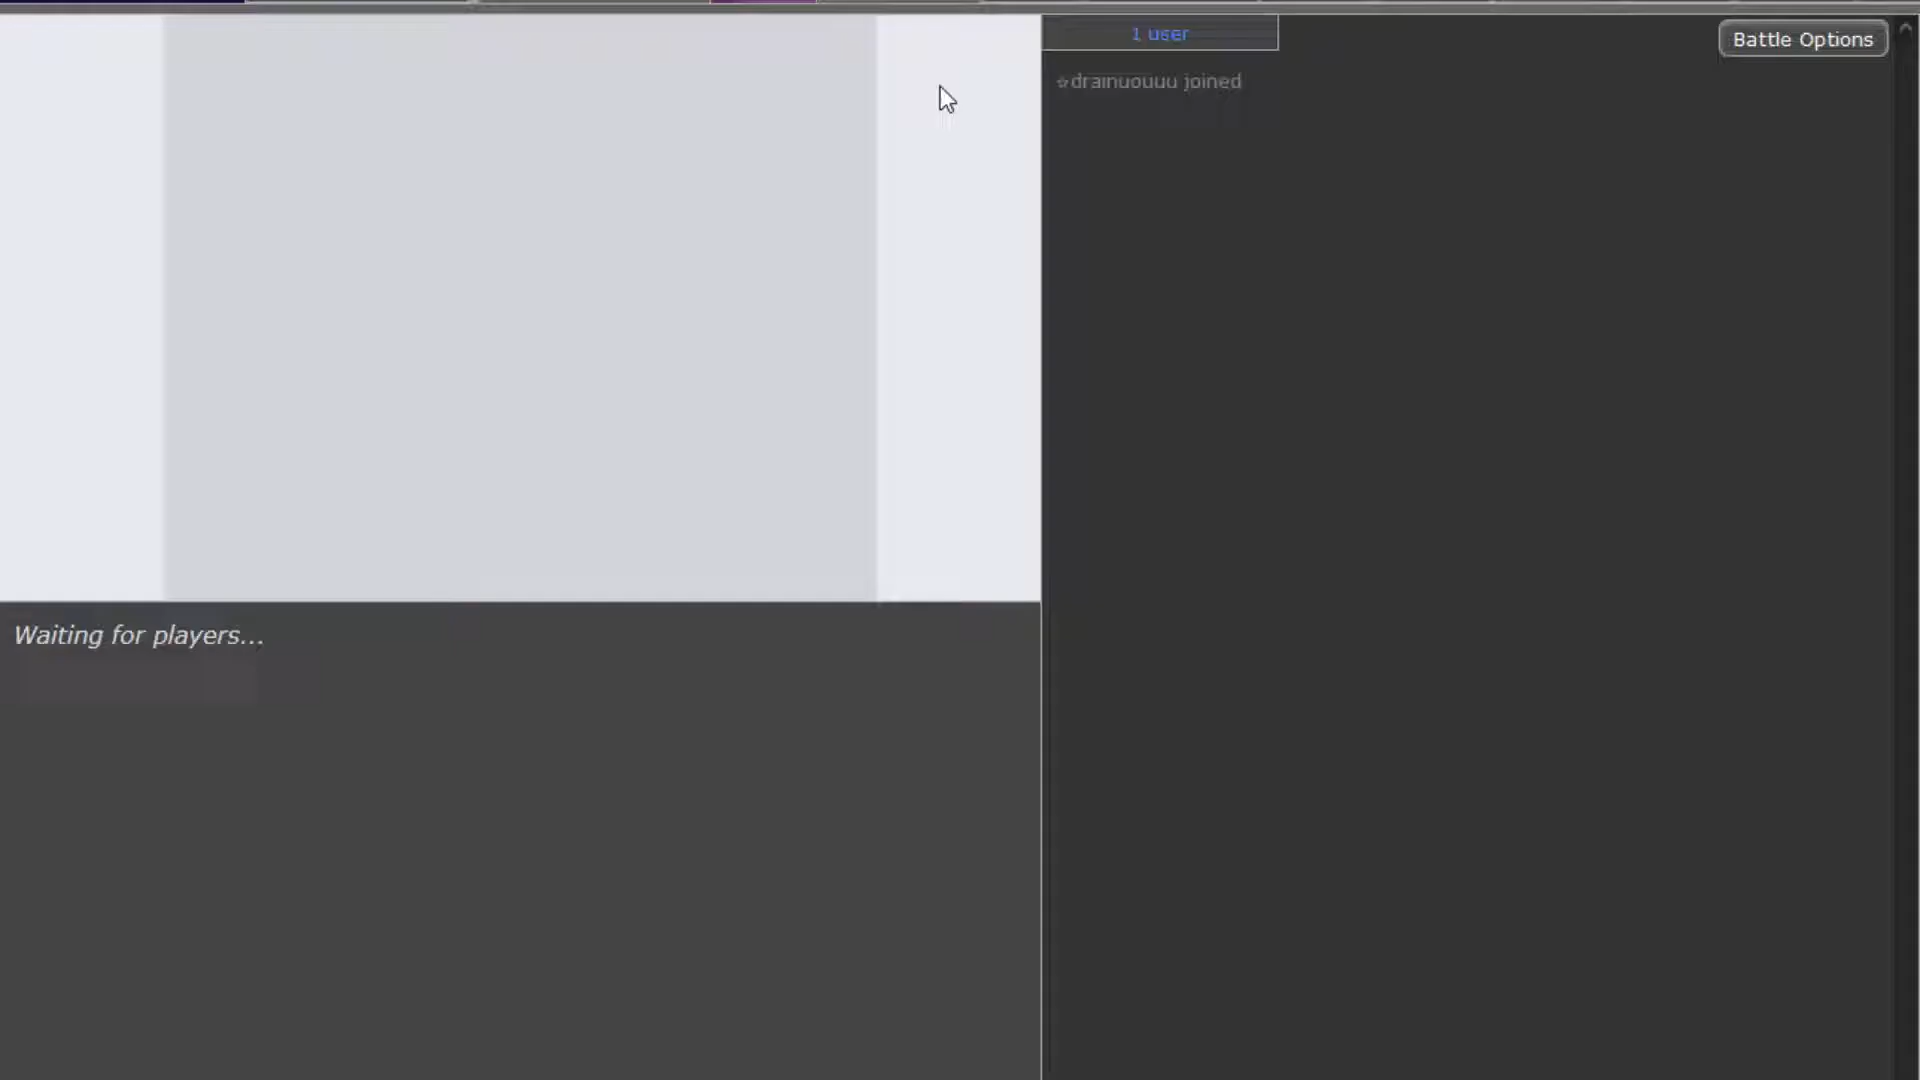 1 user
Battle Options
☆drainuouuu joined
Waiting for players...